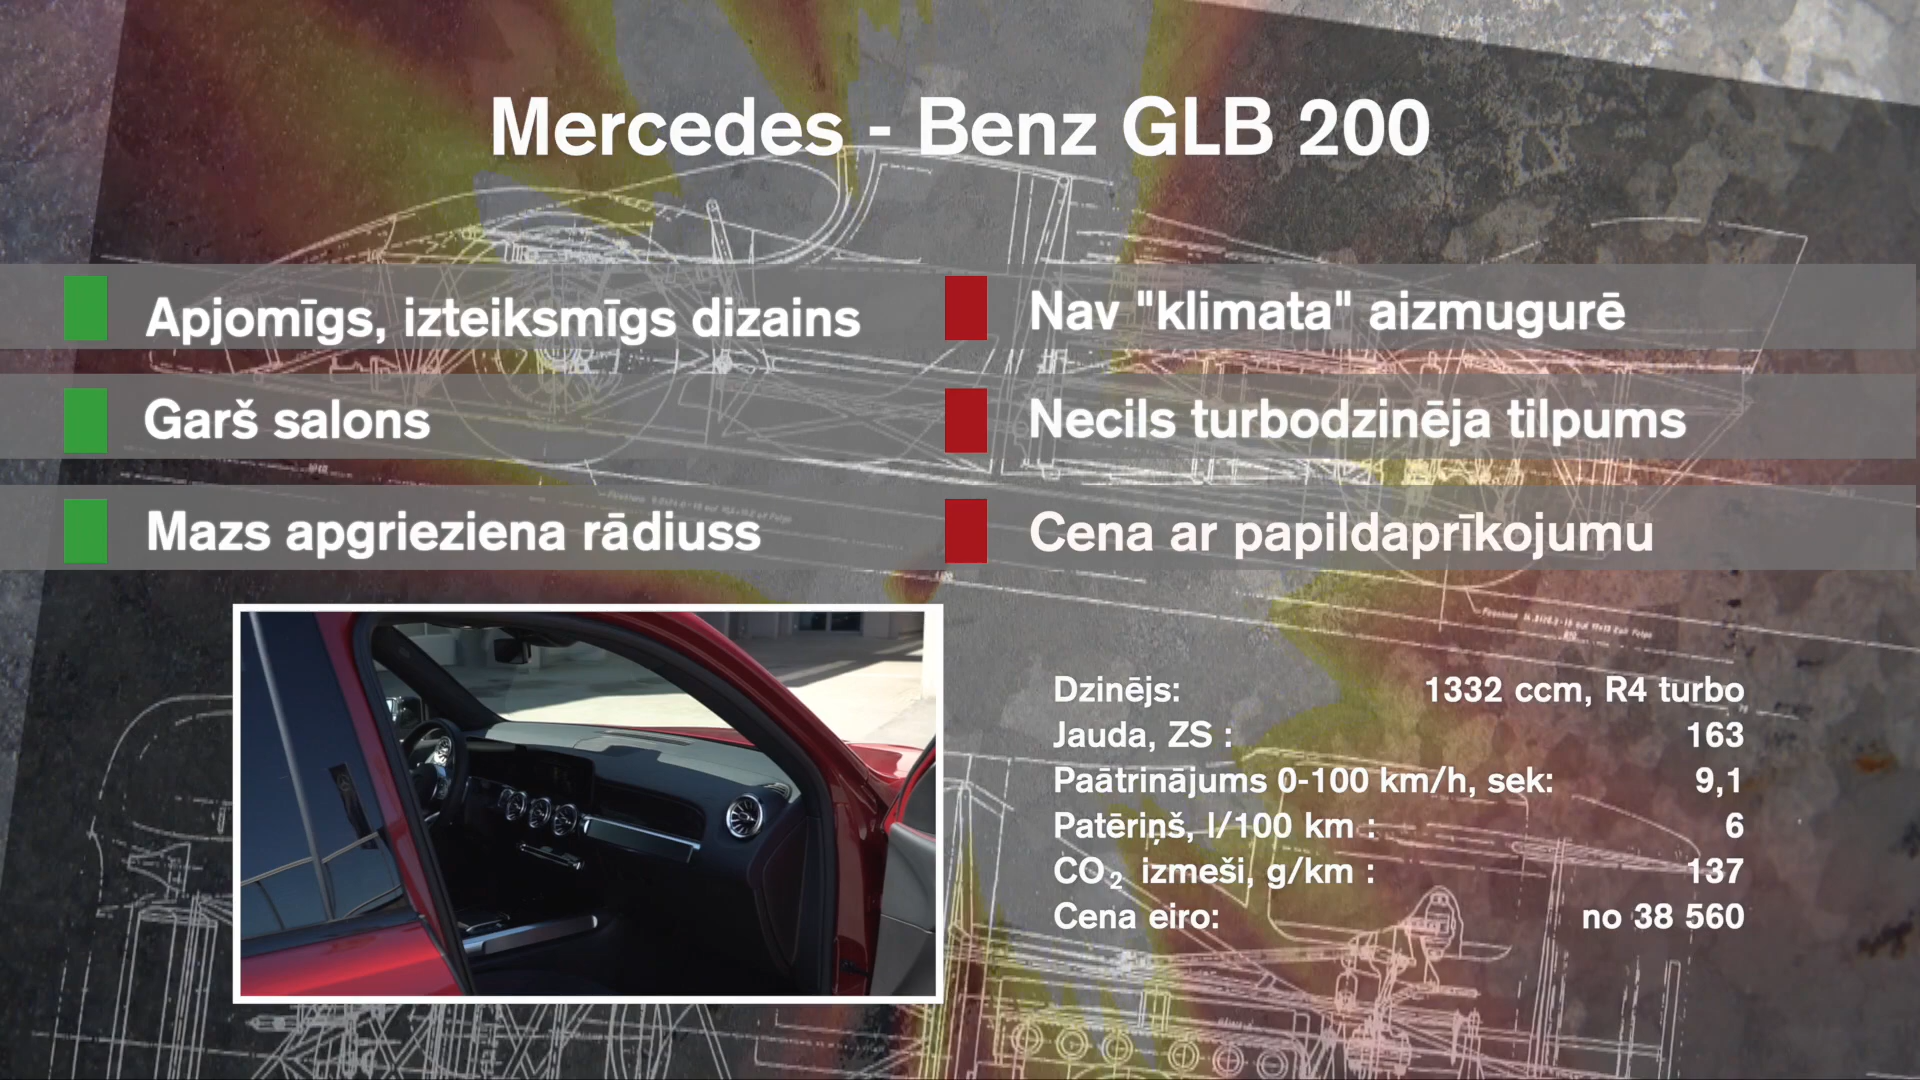 Mercedes - Benz GLB 200
Apjomīgs, izteiksmīgs dizains
Nav "klimata" aizmugurē
Garš salons
Necils turbodzinēja tilpums
Mazs apgrieziena rādiuss
Cena ar papildaprīkojumu
Dzinējs: 1332 ccm, R4 turbo
Jauda, ZS : 163
Paātrinājums 0-100 km/h, sek: 9,1
Patēriņš, l/100 km : 6
CO₂ izmeši, g/km : 137
Cena eiro: no 38 560